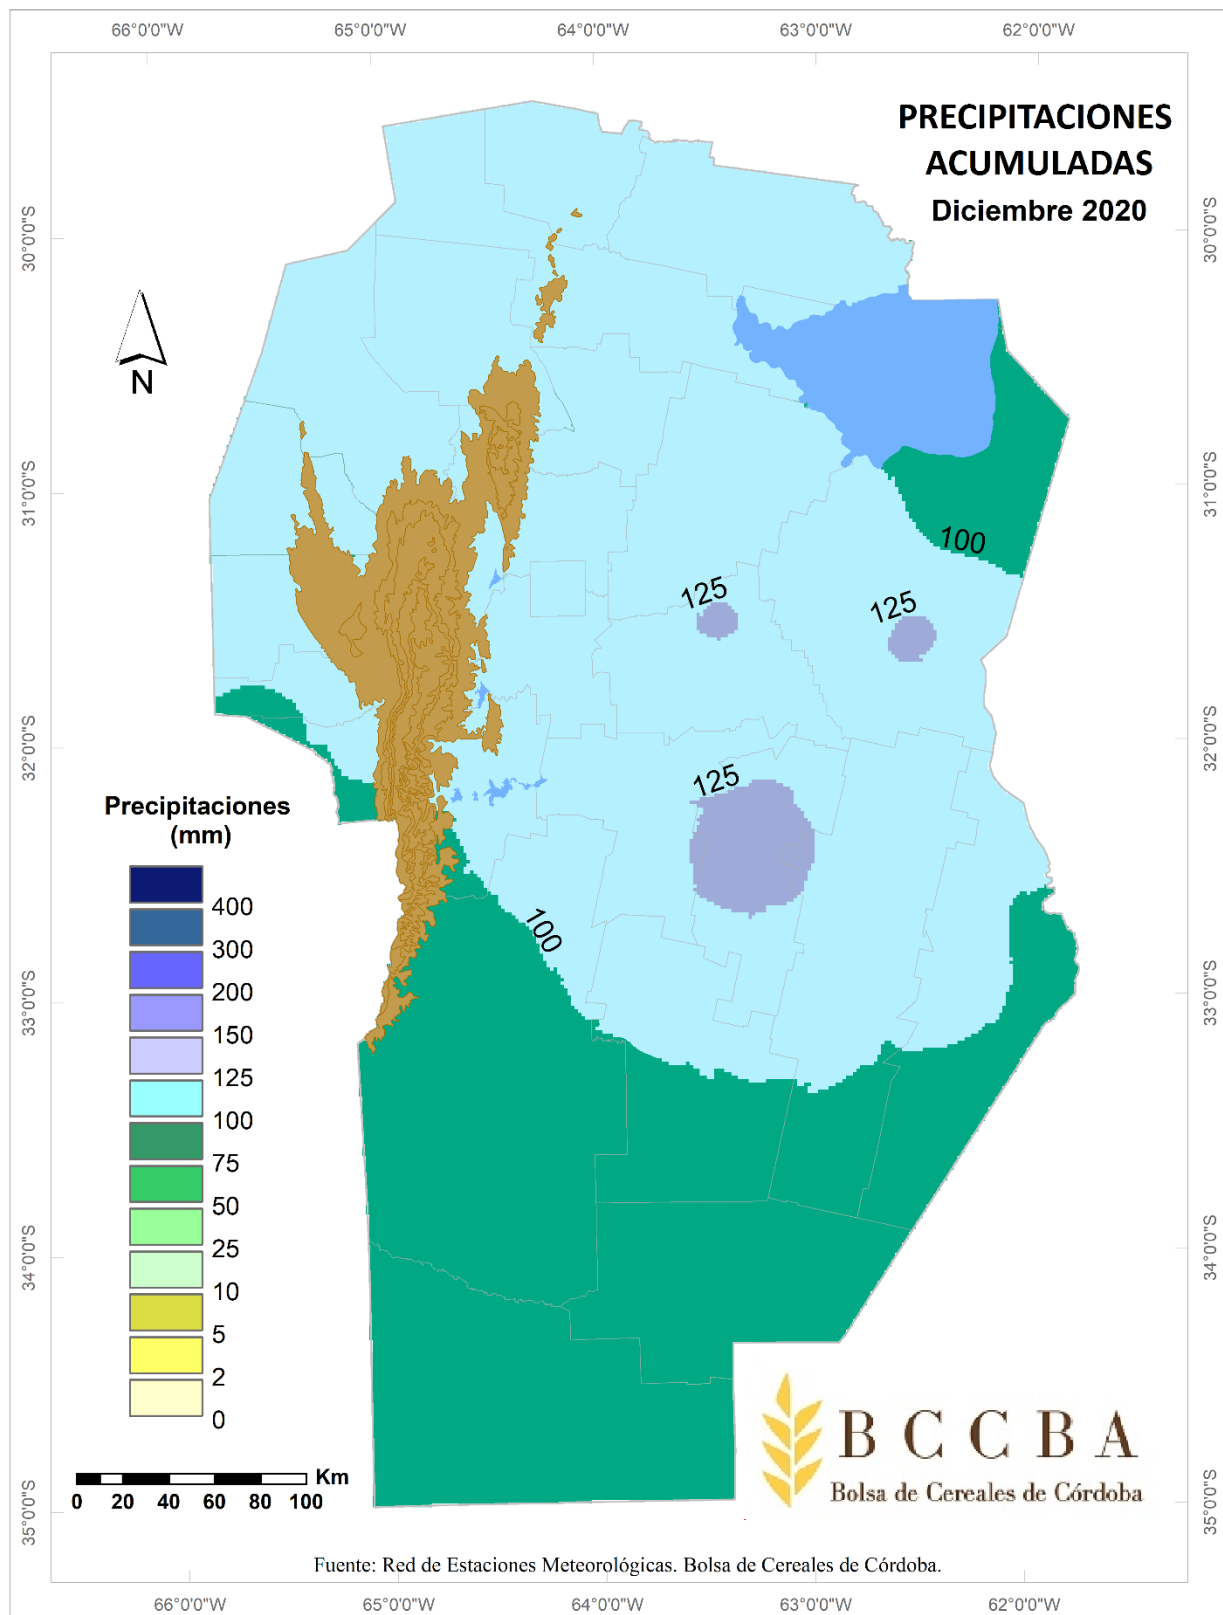 66°0'0"W 65°0'0"W 64°0'0"W 63°0'0"W 62°0'0"W
PRECIPITACIONES
ACUMULADAS
Diciembre 2020
30°0'0"S
30°0'0"S
N
31°0'0"S
31°0'0"S
100
125
125
32°0'0"S
32°0'0"S
125
Precipitaciones
(mm)
400
300
200
150
125
100
75
50
25
10
5
2
0
100
33°0'0"S
33°0'0"S
34°0'0"S
34°0'0"S
BCCBA
Bolsa de Cereales de Córdoba
Km
0 20 40 60 80 100
35°0'0"S
35°0'0"S
Fuente: Red de Estaciones Meteorológicas. Bolsa de Cereales de Córdoba.
66°0'0"W 65°0'0"W 64°0'0"W 63°0'0"W 62°0'0"W